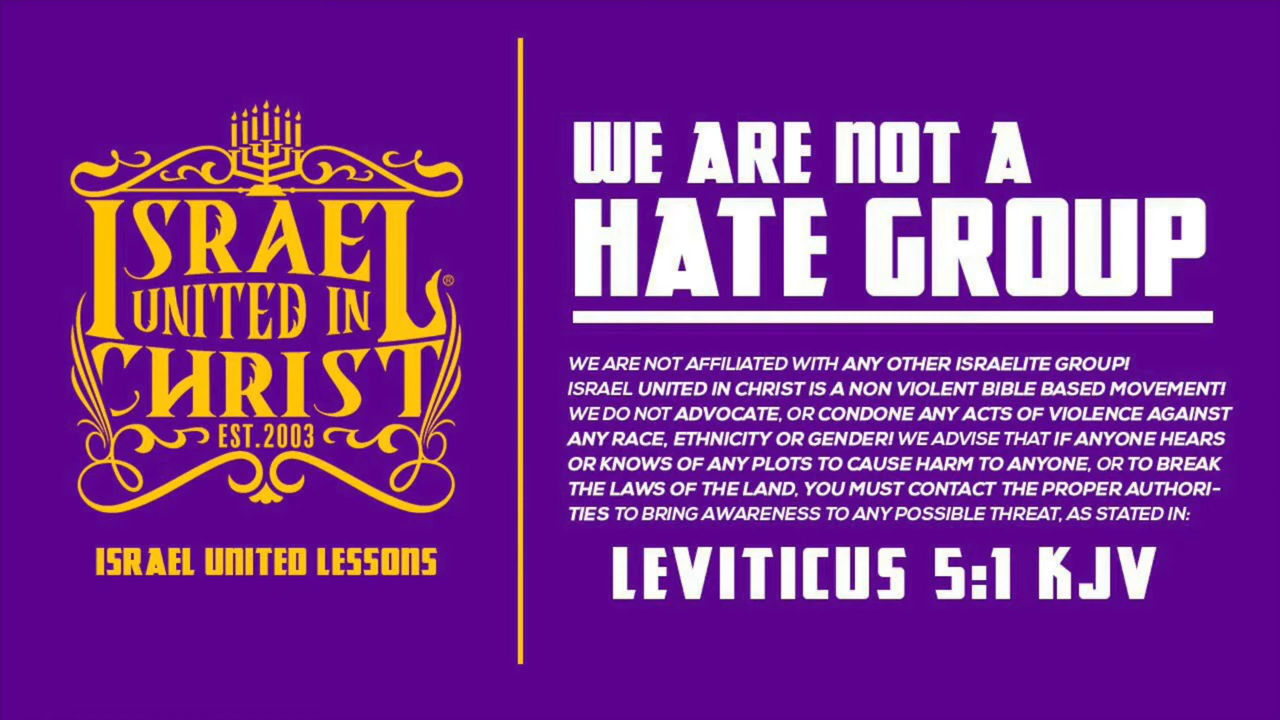 ISRAEL
UNITED IN
CHRIST
EST.2003
ISRAEL UNITED LESSONS
WE ARE NOT A
HATE GROUP
WE ARE NOT AFFILIATED WITH ANY OTHER ISRAELITE GROUP!
ISRAEL UNITED IN CHRIST IS A NON VIOLENT BIBLE BASED MOVEMENT!
WE DO NOT ADVOCATE, OR CONDONE ANY ACTS OF VIOLENCE AGAINST
ANY RACE, ETHNICITY OR GENDER! WE ADVISE THAT IF ANYONE HEARS
OR KNOWS OF ANY PLOTS TO CAUSE HARM TO ANYONE, OR TO BREAK
THE LAWS OF THE LAND, YOU MUST CONTACT THE PROPER AUTHORI-
TIES TO BRING AWARENESS TO ANY POSSIBLE THREAT, AS STATED IN:
LEVITICUS 5:1 KJV